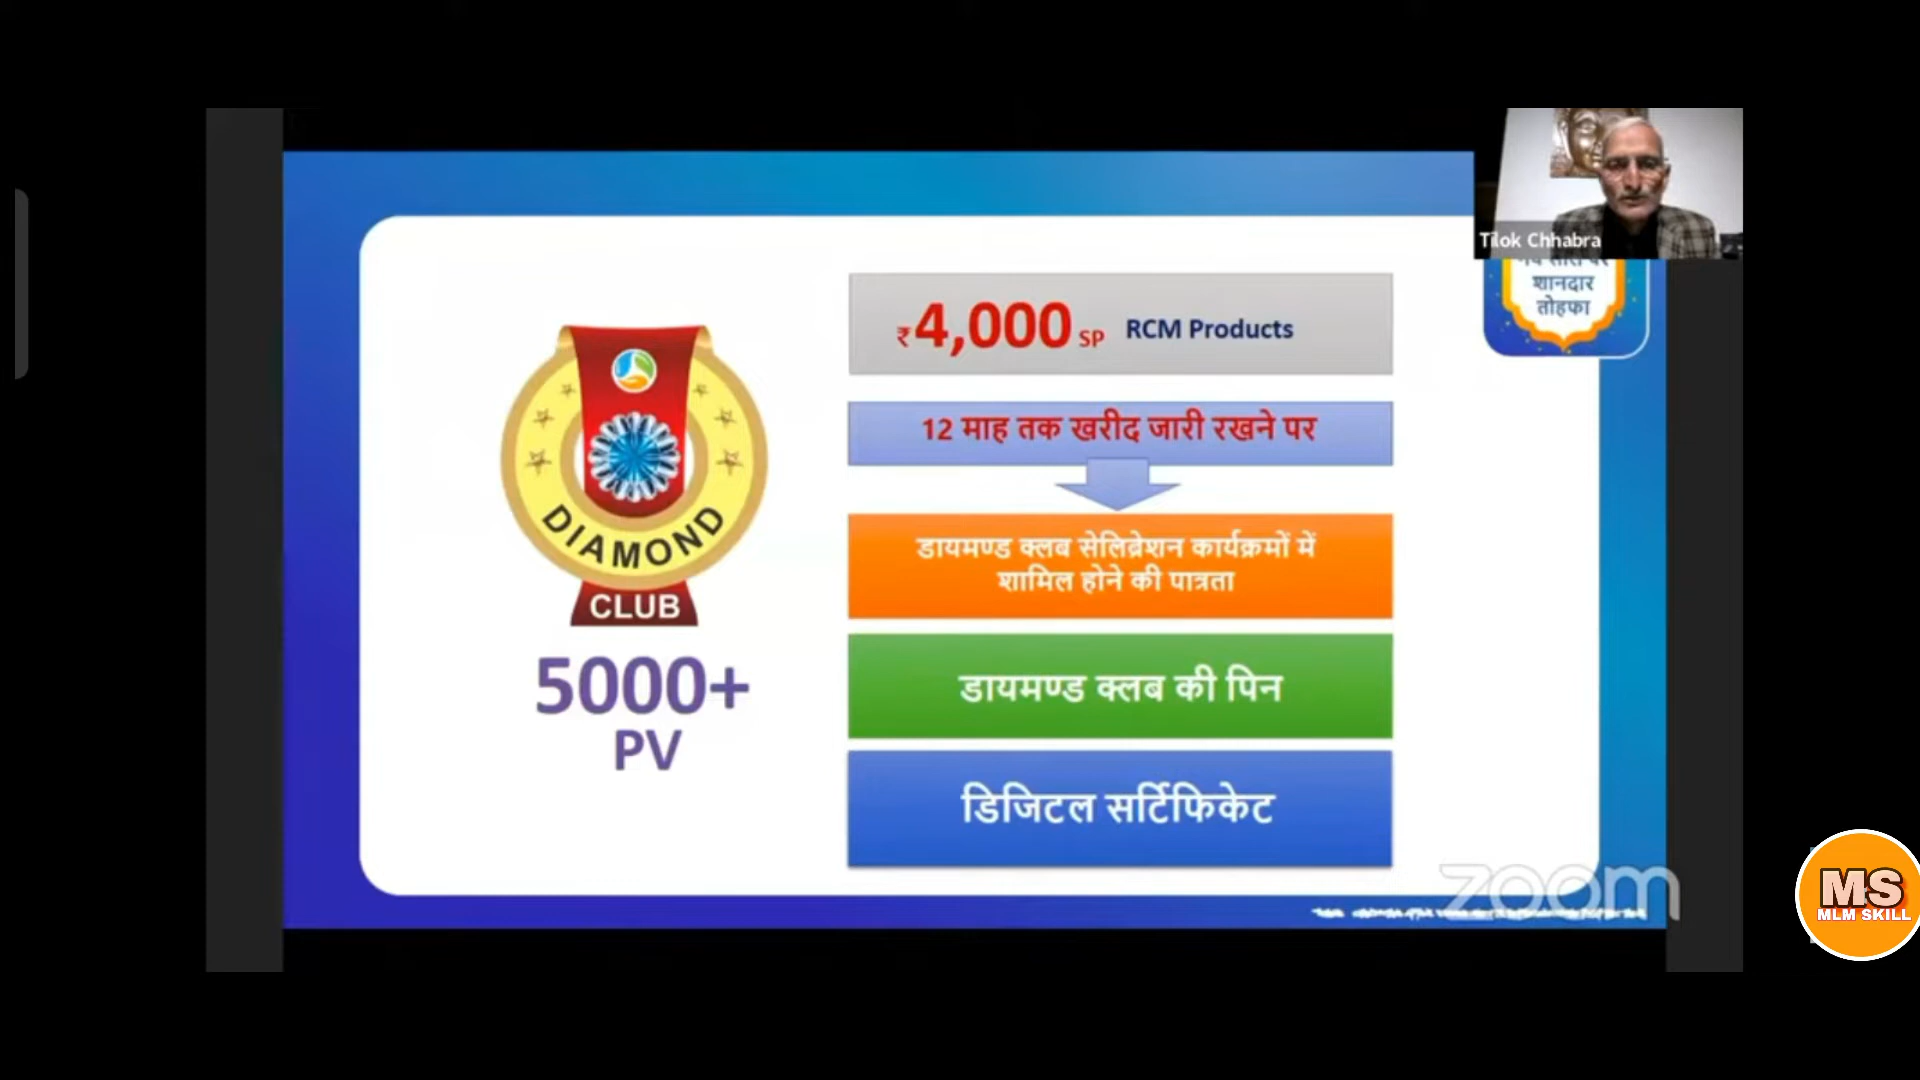 Tilok Chhabra
शानदार
तोहफा
₹4,000 SP RCM Products
12 माह तक खरीद जारी रखने पर
डायमण्ड क्लब सेलिब्रेशन कार्यक्रमों में
शामिल होने की पात्रता
डायमण्ड क्लब की पिन
डिजिटल सर्टिफिकेट
DIAMOND
CLUB
5000+
PV
zoom
MS
MLM SKILL